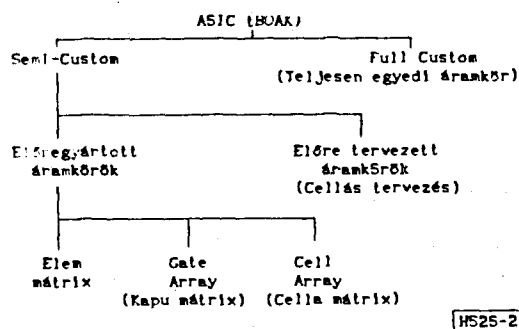 ASIC (BOÁK)
Semi-Custom
Full Custom
(Teljesen egyedi áramkör)
Előregyártott
áramkörök
Előre tervezett
áramkörök
(Cellás tervezés)
Elem
mátrix
Gate
Array
(Kapu mátrix)
Cell
Array
(Cella mátrix)
H525-2